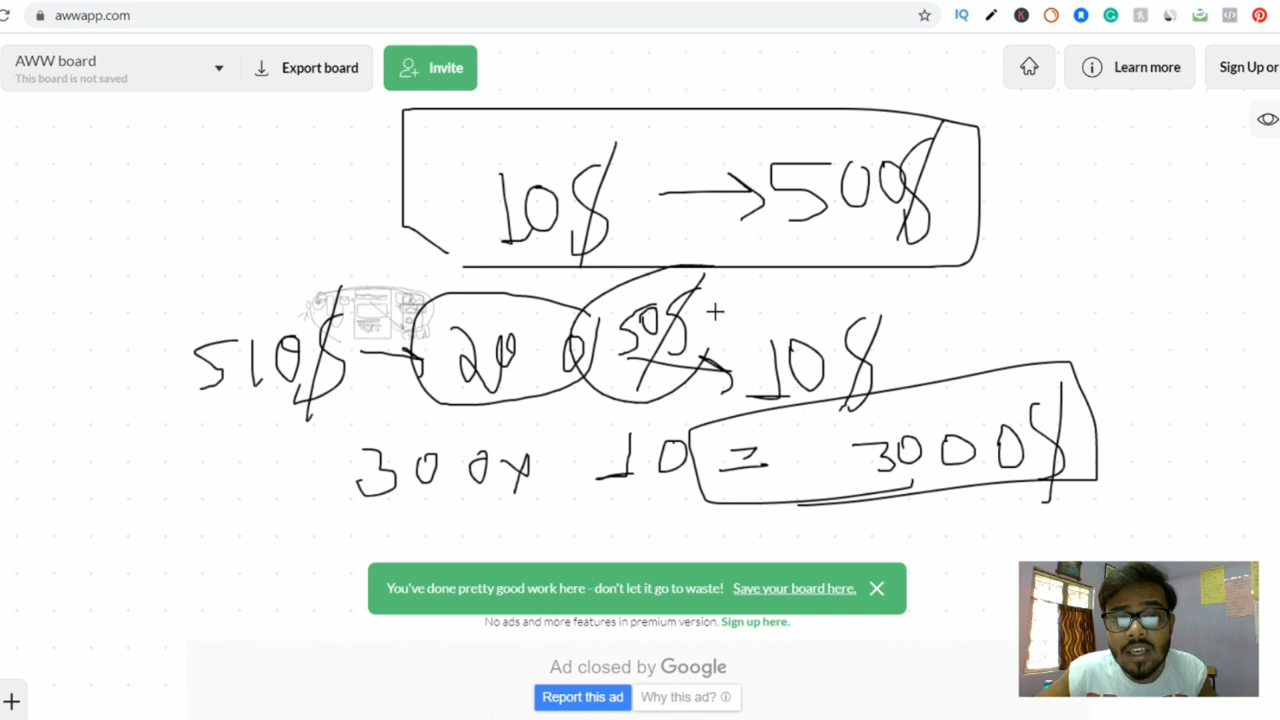 awwapp.com
IQ
AWW board
This board is not saved
Export board
Invite
Learn more
Sign Up or
10$ → 500$
510$ → 200 50$ → 10$
300x 10 = 3000$
You've done pretty good work here - don't let it go to waste! Save your board here.
No ads and more features in premium version. Sign up here.
Ad closed by Google
Report this ad
Why this ad?